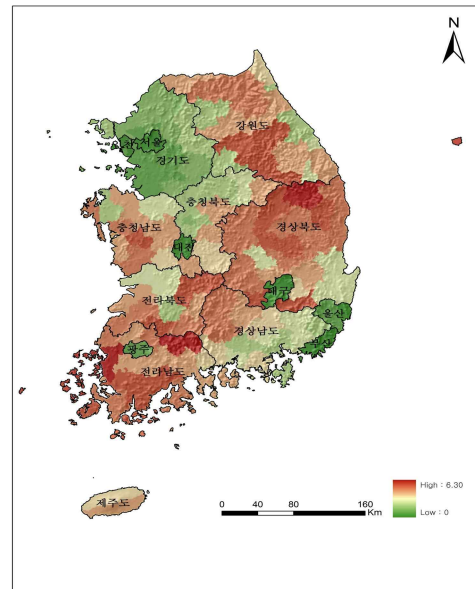 N
강원도
서울
경기도
충청북도
충청남도
경상북도
대전
전라북도
대구
울산
경상남도
부산
광주
전라남도
제주도
High : 6.30
Low : 0
0 40 80 160
Km